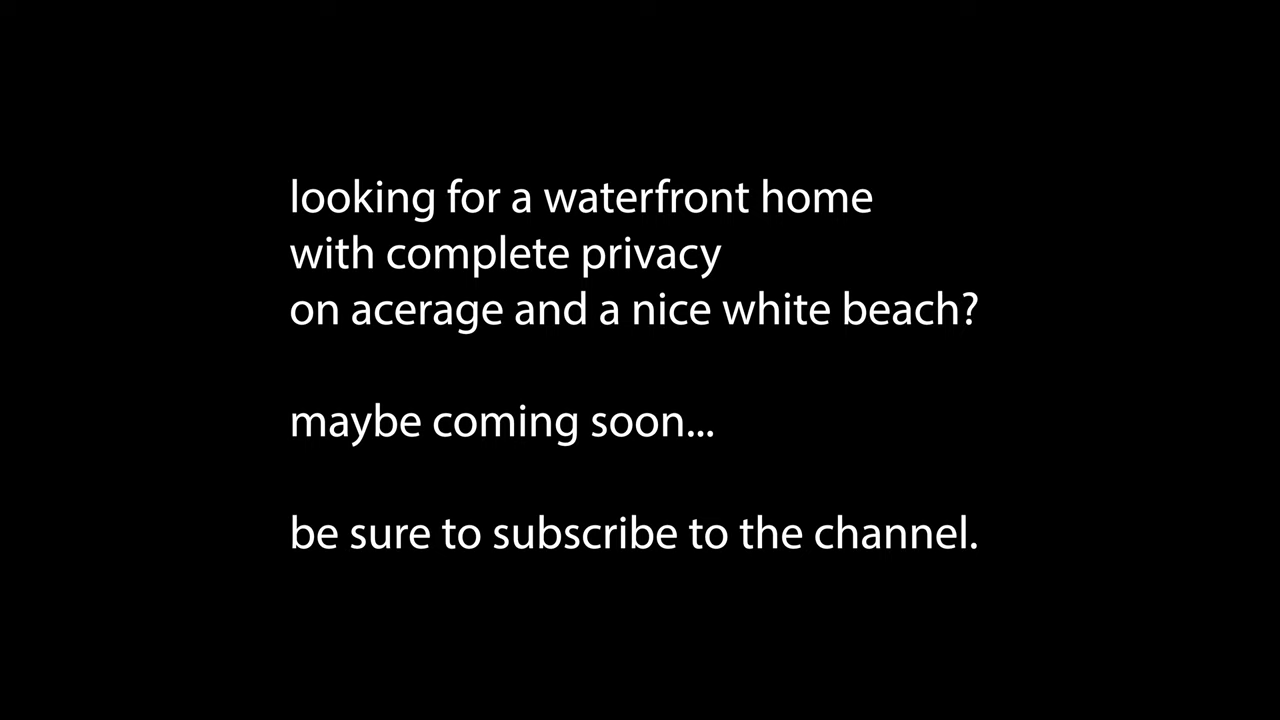 looking for a waterfront home
with complete privacy
on acerage and a nice white beach?
maybe coming soon...
be sure to subscribe to the channel.